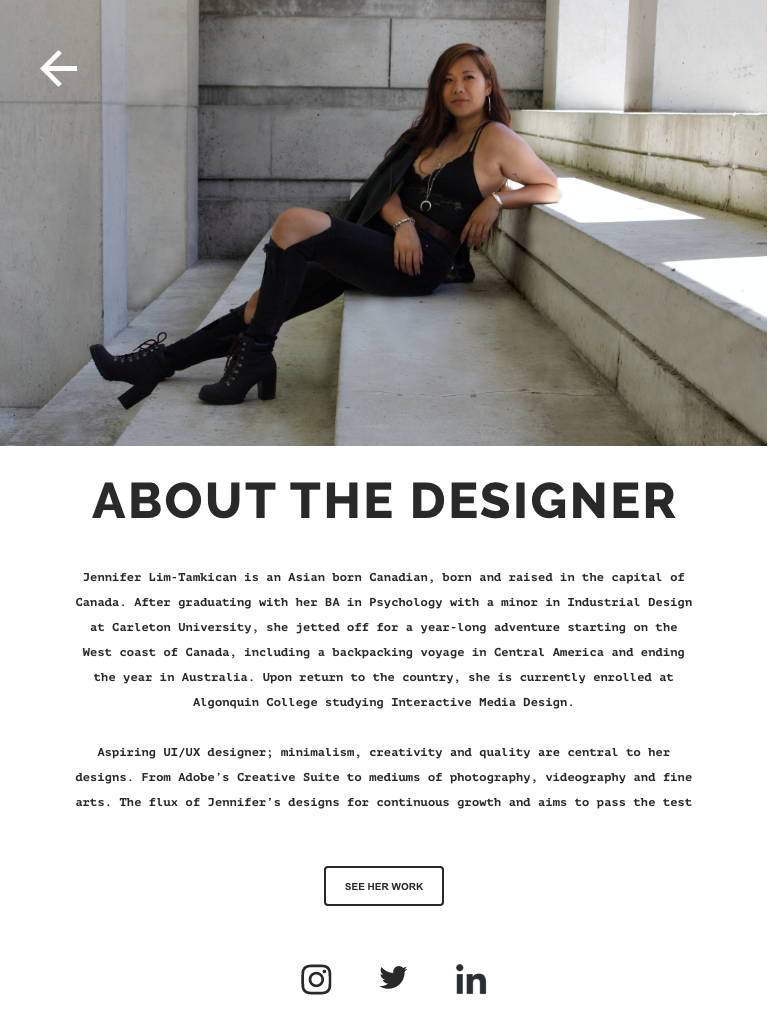 ABOUT THE DESIGNER
Jennifer Lim-Tamkican is an Asian born Canadian, born and raised in the capital of
Canada. After graduating with her BA in Psychology with a minor in Industrial Design
at Carleton University, she jetted off for a year-long adventure starting on the
West coast of Canada, including a backpacking voyage in Central America and ending
the year in Australia. Upon return to the country, she is currently enrolled at
Algonquin College studying Interactive Media Design.
Aspiring UI/UX designer; minimalism, creativity and quality are central to her
designs. From Adobe’s Creative Suite to mediums of photography, videography and fine
arts. The flux of Jennifer’s designs for continuous growth and aims to pass the test
SEE HER WORK
in